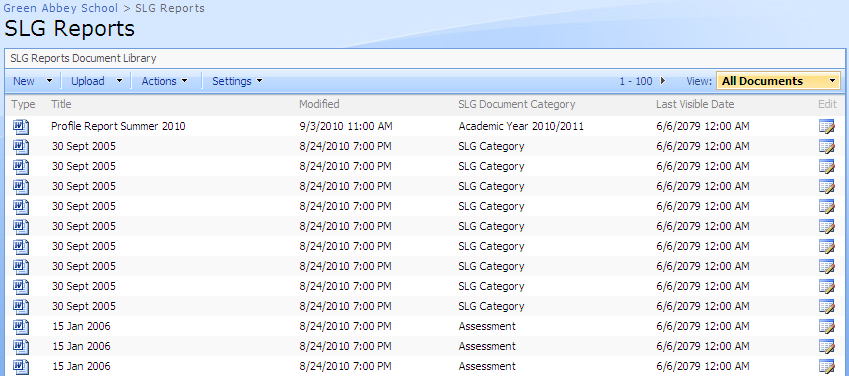 Green Abbey School > SLG Reports
SLG Reports
SLG Reports Document Library
New Upload Actions Settings 1 - 100 View: All Documents
Type Title Modified SLG Document Category Last Visible Date Edit
Profile Report Summer 2010 9/3/2010 11:00 AM Academic Year 2010/2011 6/6/2079 12:00 AM
30 Sept 2005 8/24/2010 7:00 PM SLG Category 6/6/2079 12:00 AM
30 Sept 2005 8/24/2010 7:00 PM SLG Category 6/6/2079 12:00 AM
30 Sept 2005 8/24/2010 7:00 PM SLG Category 6/6/2079 12:00 AM
30 Sept 2005 8/24/2010 7:00 PM SLG Category 6/6/2079 12:00 AM
30 Sept 2005 8/24/2010 7:00 PM SLG Category 6/6/2079 12:00 AM
30 Sept 2005 8/24/2010 7:00 PM SLG Category 6/6/2079 12:00 AM
30 Sept 2005 8/24/2010 7:00 PM SLG Category 6/6/2079 12:00 AM
30 Sept 2005 8/24/2010 7:00 PM SLG Category 6/6/2079 12:00 AM
30 Sept 2005 8/24/2010 7:00 PM SLG Category 6/6/2079 12:00 AM
15 Jan 2006 8/24/2010 7:00 PM Assessment 6/6/2079 12:00 AM
15 Jan 2006 8/24/2010 7:00 PM Assessment 6/6/2079 12:00 AM
15 Jan 2006 8/24/2010 7:00 PM Assessment 6/6/2079 12:00 AM